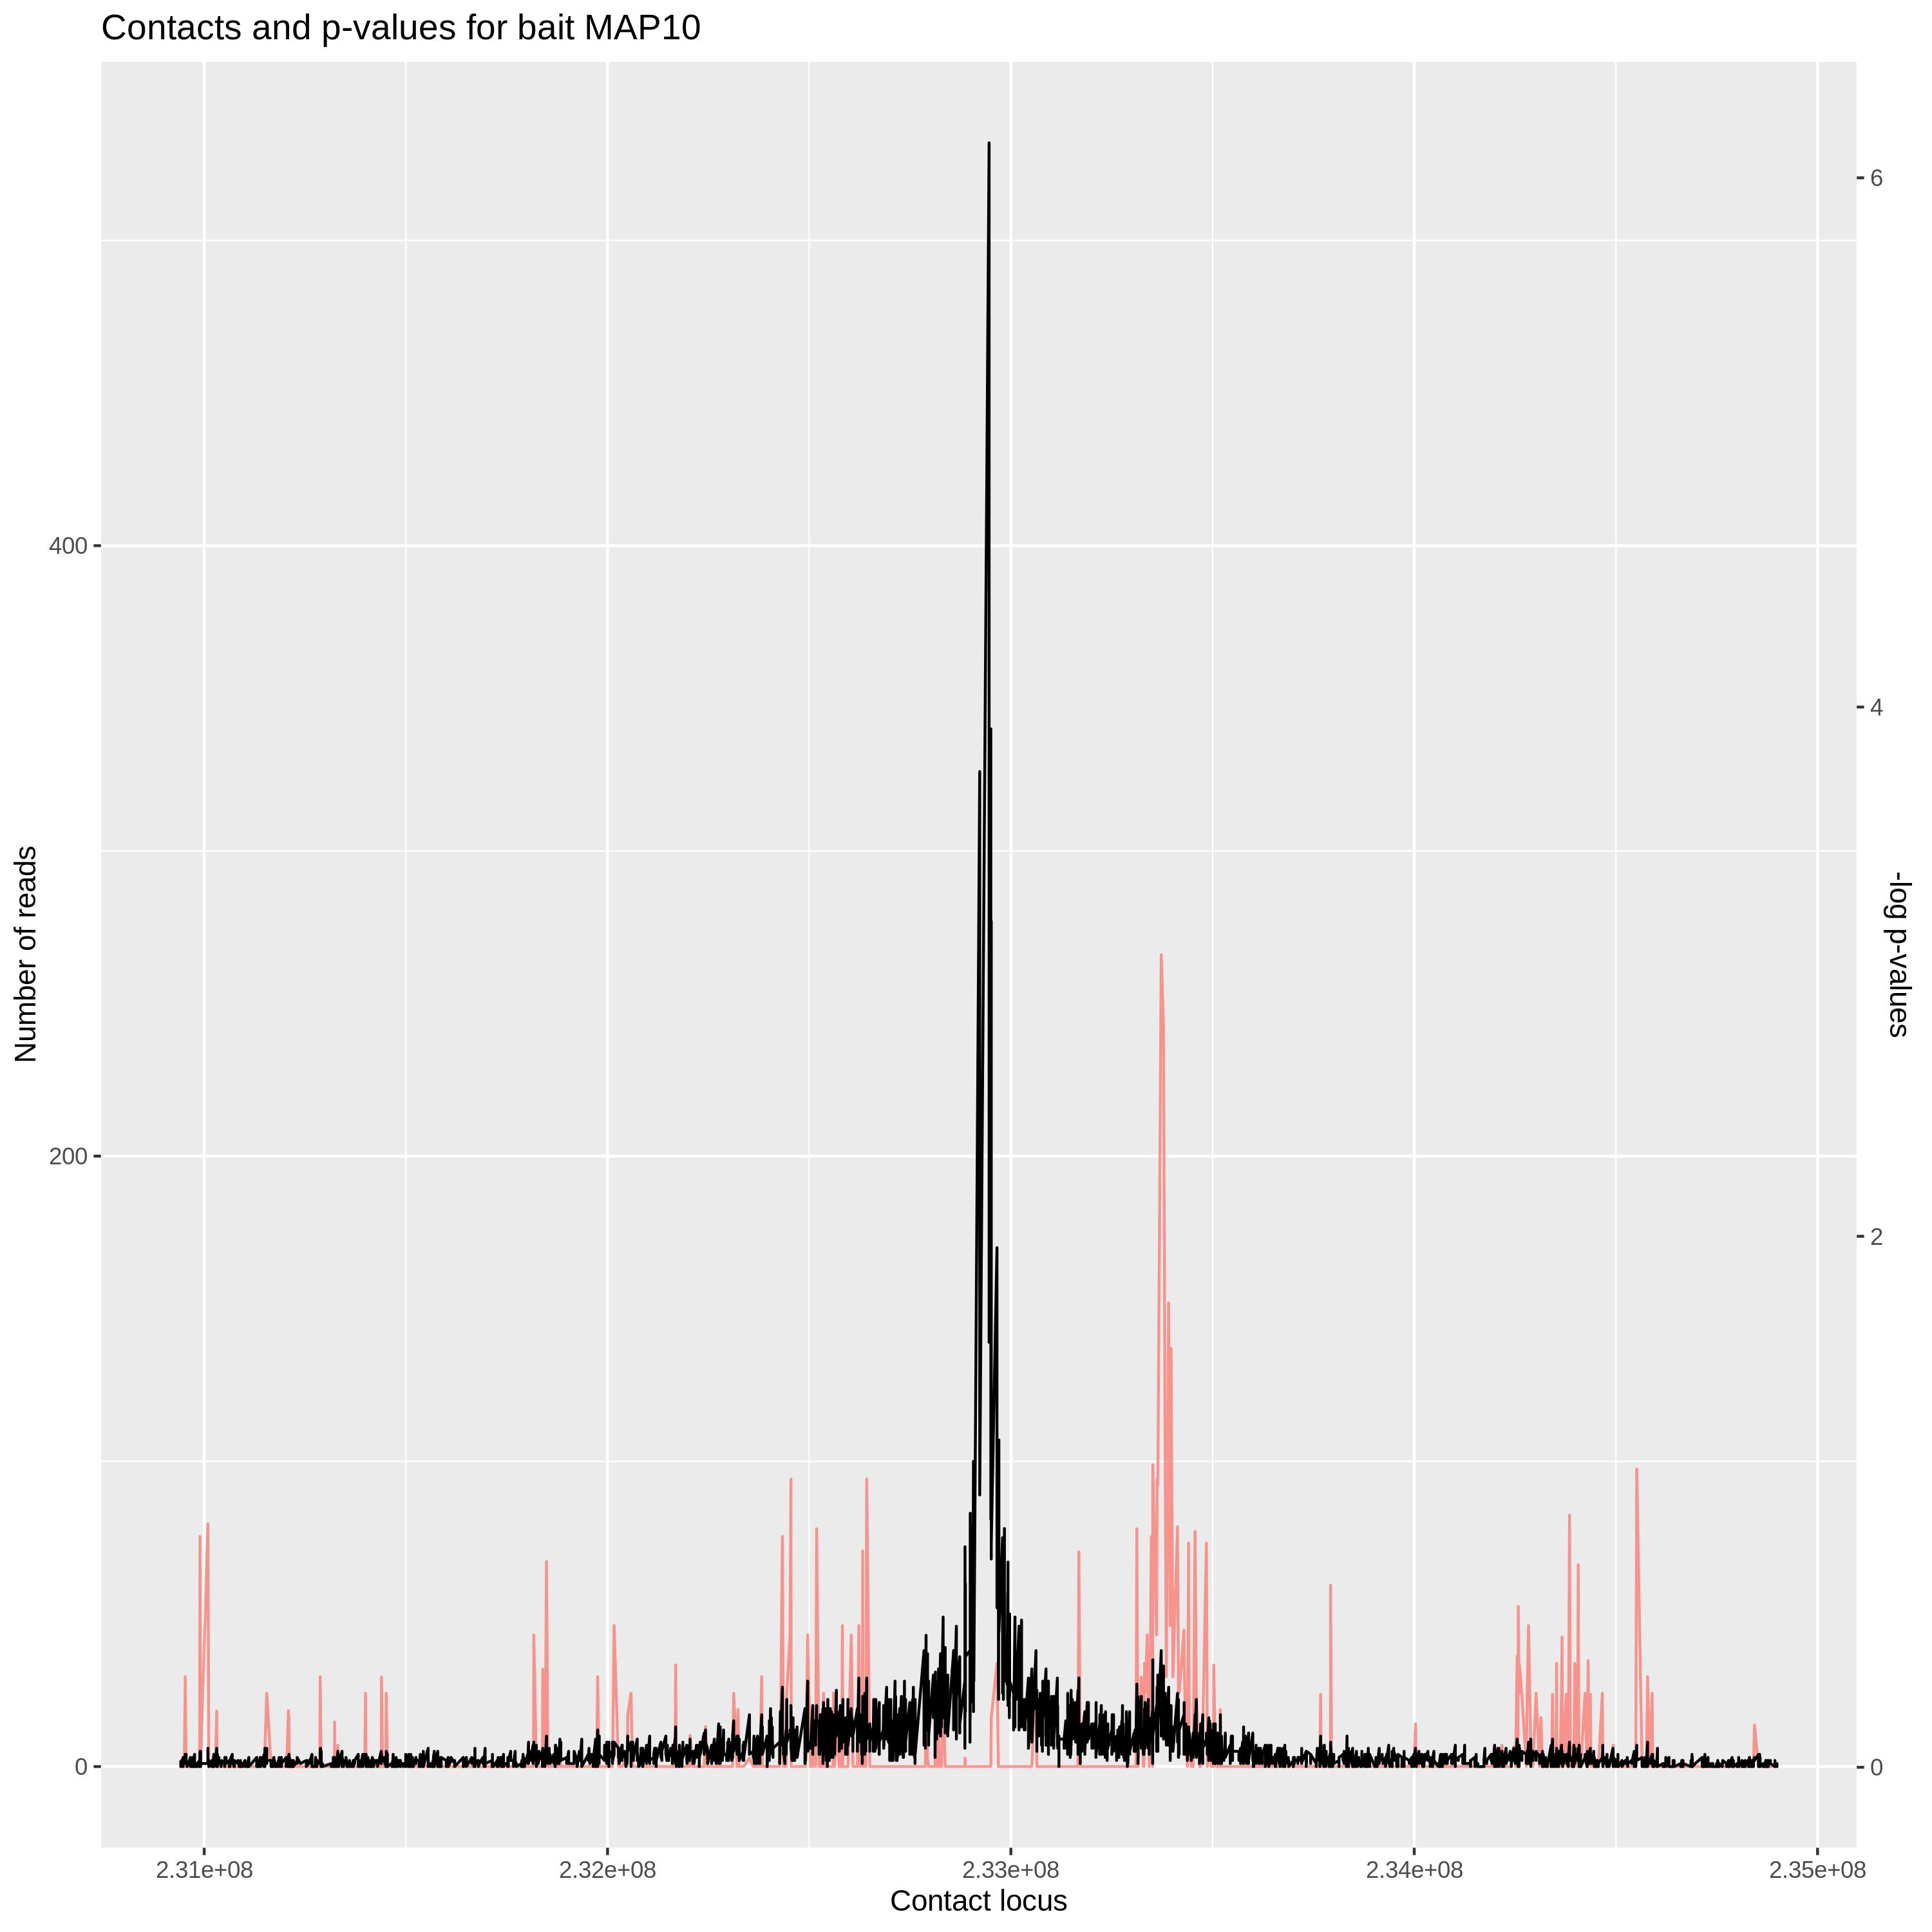 Contacts and p-values for bait MAP10
Number of reads
400
200
0
6
4
2
0
-log p-values
2.31e+08
2.32e+08
2.33e+08
2.34e+08
2.35e+08
Contact locus